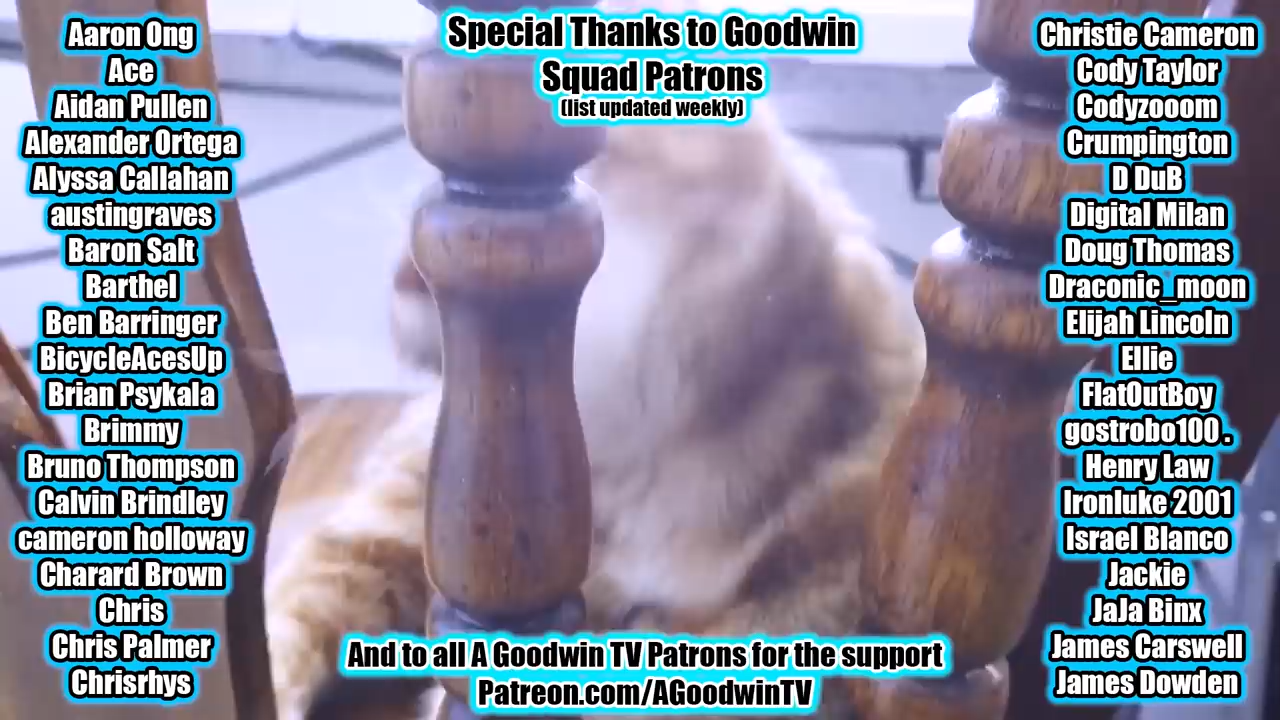 Special Thanks to Goodwin
Squad Patrons
(list updated weekly)
Aaron Ong
Ace
Aidan Pullen
Alexander Ortega
Alyssa Callahan
austingraves
Baron Salt
Barthel
Ben Barringer
BicycleAcesUp
Brian Psykala
Brimmy
Bruno Thompson
Calvin Brindley
cameron holloway
Charard Brown
Chris
Chris Palmer
Chrisrhys
Christie Cameron
Cody Taylor
Codyzooom
Crumpington
D DuB
Digital Milan
Doug Thomas
Draconic_moon
Elijah Lincoln
Ellie
FlatOutBoy
gostrobo100 .
Henry Law
Ironluke 2001
Israel Blanco
Jackie
JaJa Binx
James Carswell
James Dowden
And to all A Goodwin TV Patrons for the support
Patreon.com/AGoodwinTV